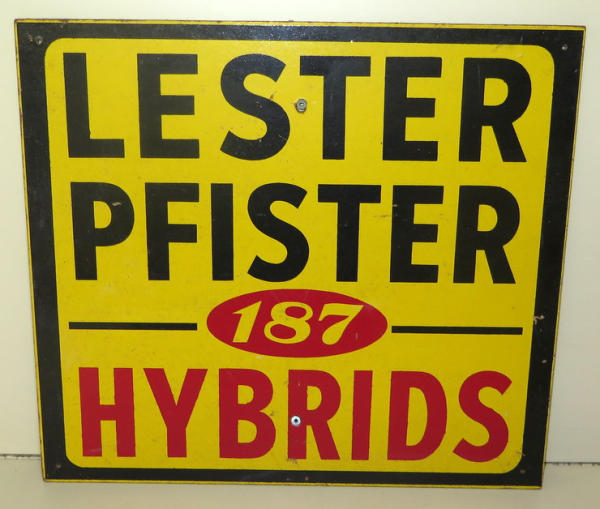 LESTER
PFISTER
187
HYBRIDS